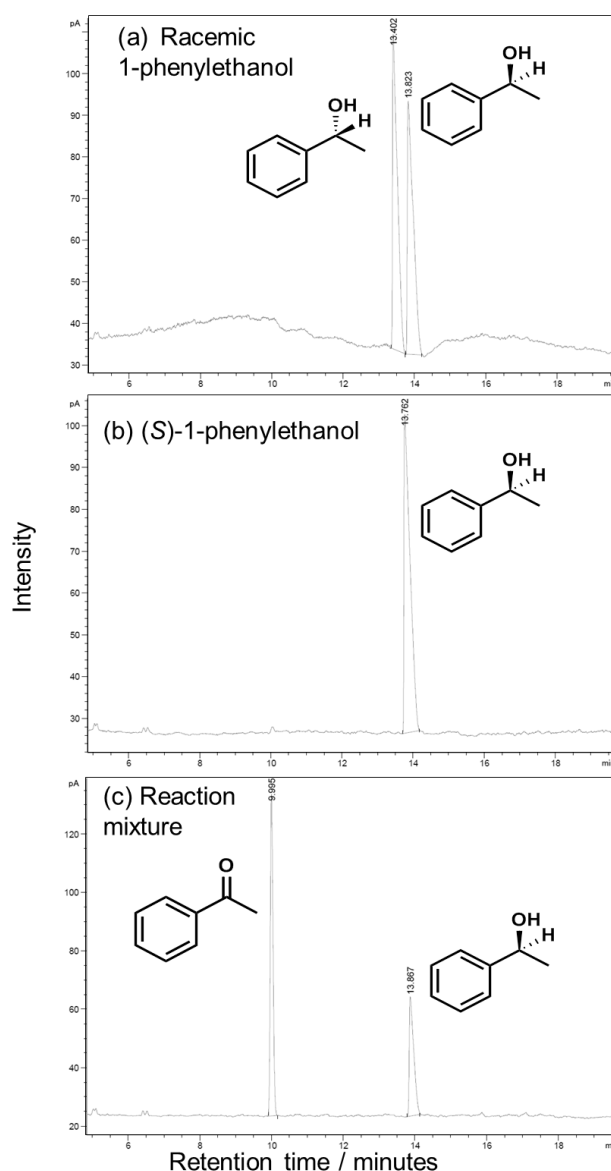 pA
(a) Racemic
1-phenylethanol
13.402
13.823
OH
H
OH
H
100
90
80
70
60
50
40
30
6 8 10 12 14 16 18 m
pA
(b) (S)-1-phenylethanol
13.762
OH
H
100
90
80
70
60
50
40
30
6 8 10 12 14 16 18 mi
Intensity
pA
(c) Reaction
mixture
9.995
O
13.867
OH
H
120
100
80
60
40
20
6 8 10 12 14 16 18 mi
Retention time / minutes